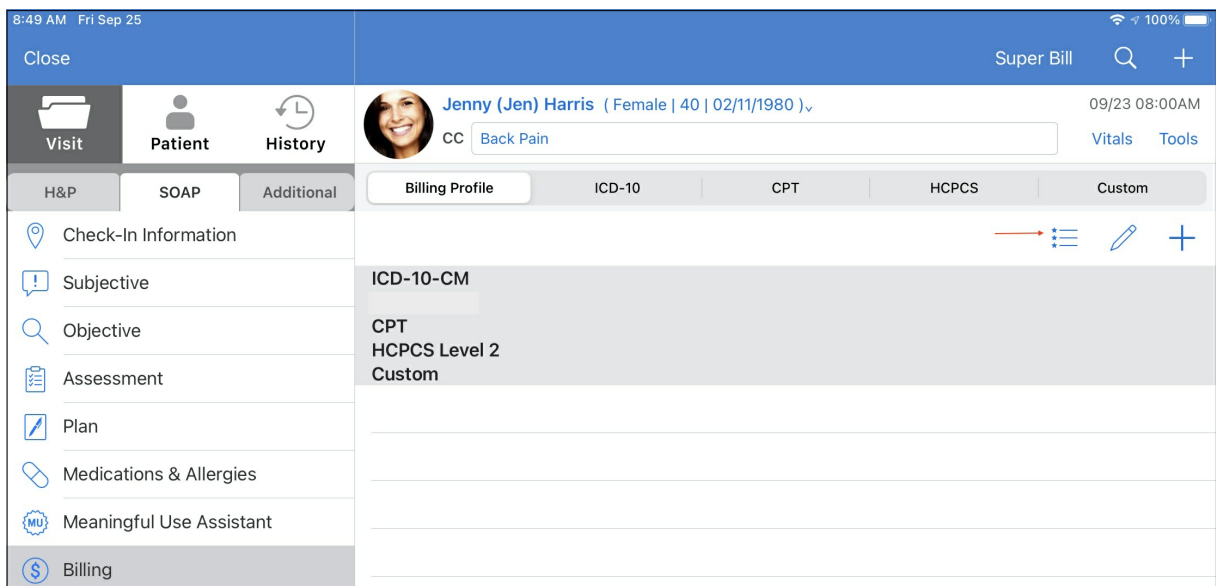 8:49 AM Fri Sep 25
100%
Close
Super Bill
Visit
Patient
History
Jenny (Jen) Harris ( Female | 40 | 02/11/1980 )
09/23 08:00AM
CC Back Pain
Vitals Tools
H&P SOAP Additional
Billing Profile ICD-10 CPT HCPCS Custom
Check-In Information
Subjective
Objective
Assessment
Plan
Medications & Allergies
MU Meaningful Use Assistant
$ Billing
ICD-10-CM
CPT
HCPCS Level 2
Custom